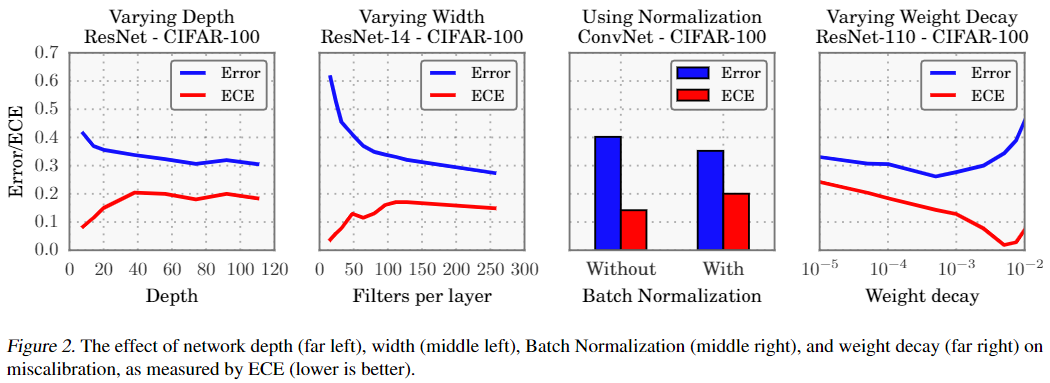 Varying Depth
ResNet - CIFAR-100
Varying Width
ResNet-14 - CIFAR-100
Using Normalization
ConvNet - CIFAR-100
Varying Weight Decay
ResNet-110 - CIFAR-100
Error/ECE
0.7
0.6
0.5
0.4
0.3
0.2
0.1
0.0
Error
ECE
0 20 40 60 80 100 120
Depth
Error
ECE
0 50 100 150 200 250 300
Filters per layer
Error
ECE
Without With
Batch Normalization
Error
ECE
10⁻⁵ 10⁻⁴ 10⁻³ 10⁻²
Weight decay
Figure 2. The effect of network depth (far left), width (middle left), Batch Normalization (middle right), and weight decay (far right) on
miscalibration, as measured by ECE (lower is better).